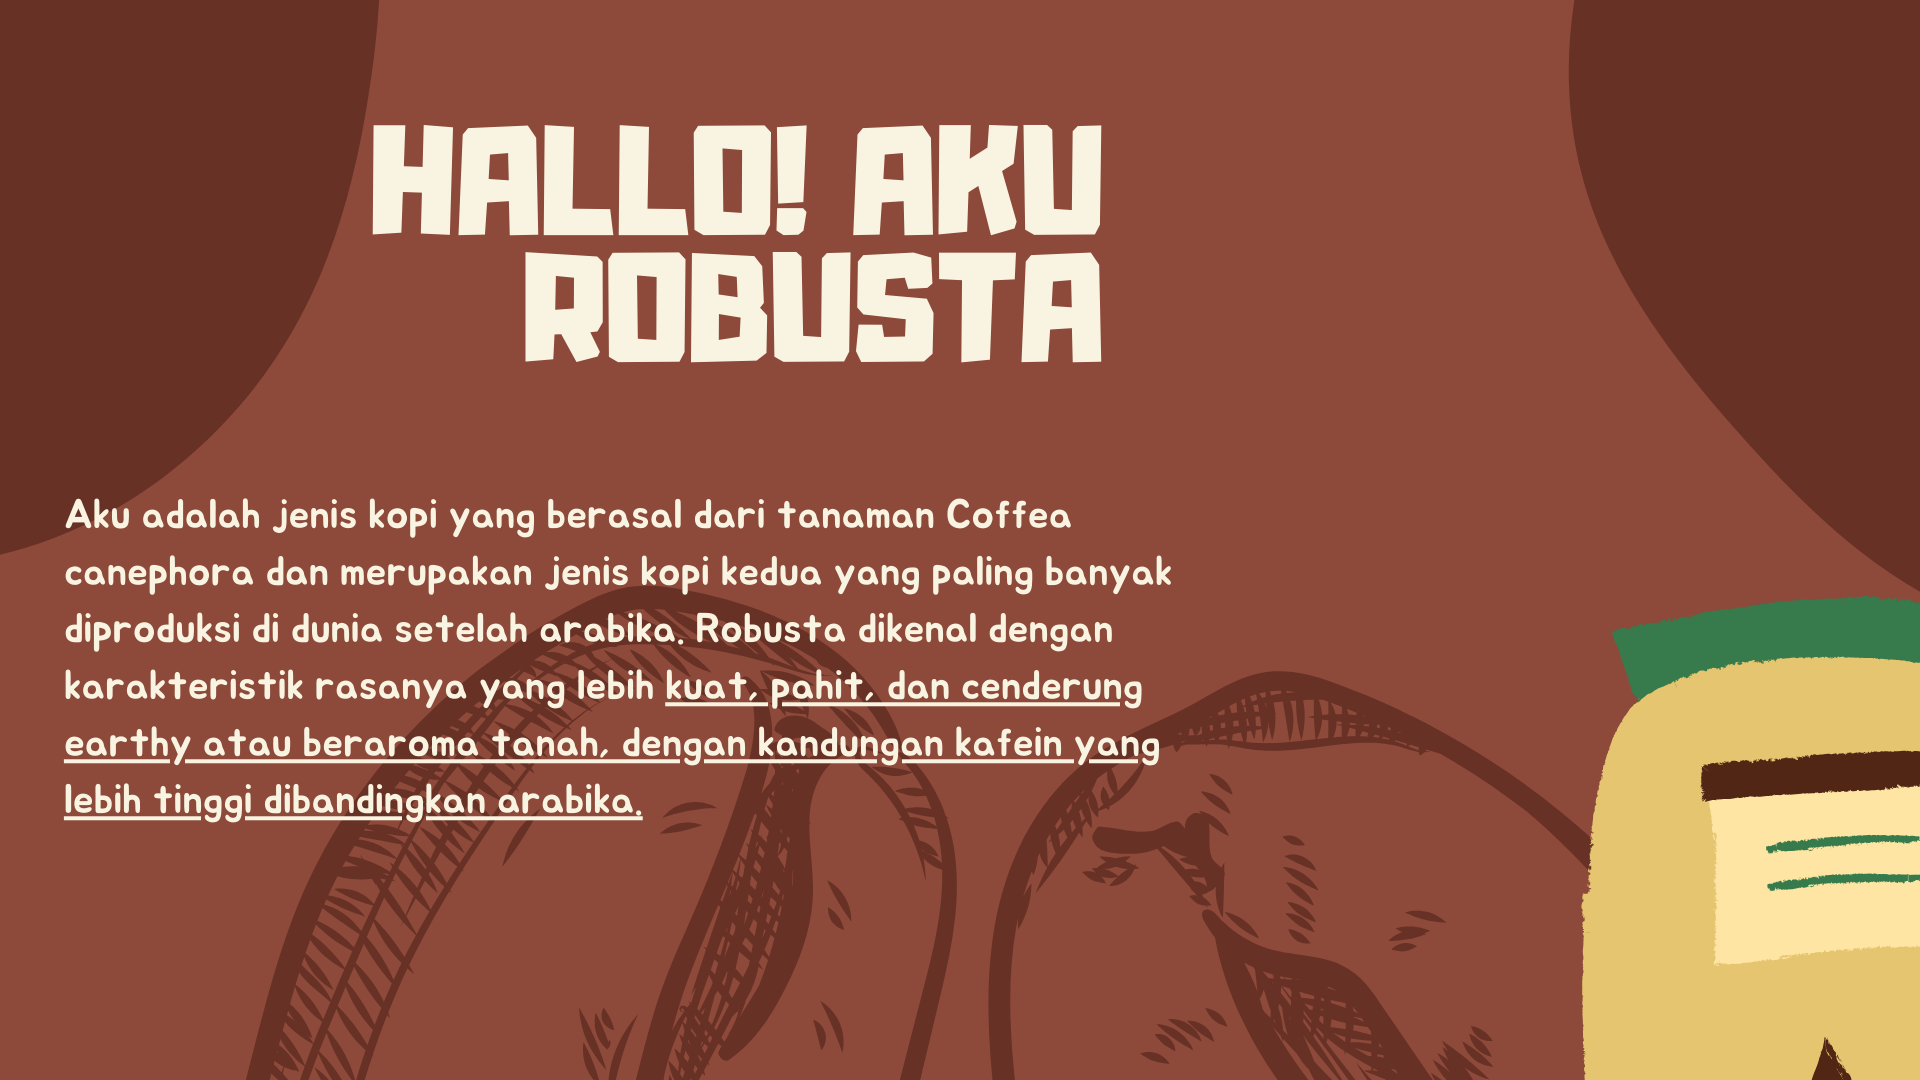 HALLO! AKU
ROBUSTA
Aku adalah jenis kopi yang berasal dari tanaman Coffea
canephora dan merupakan jenis kopi kedua yang paling banyak
diproduksi di dunia setelah arabika. Robusta dikenal dengan
karakteristik rasanya yang lebih kuat, pahit, dan cenderung
earthy atau beraroma tanah, dengan kandungan kafein yang
lebih tinggi dibandingkan arabika.